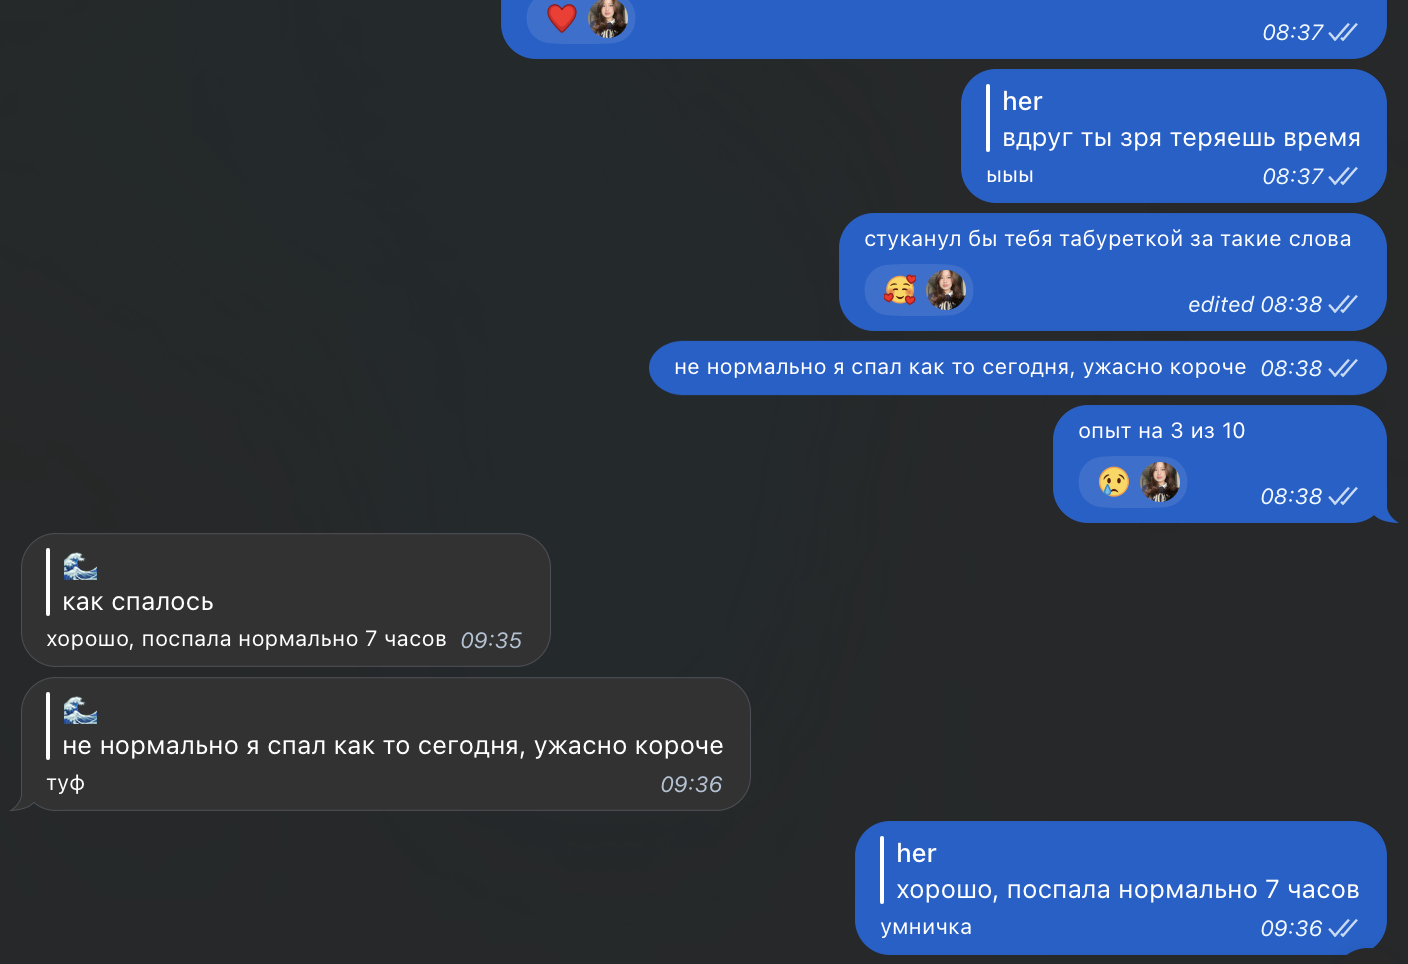 08:37
her
вдруг ты зря теряешь время
ыыы 08:37
стуканул бы тебя табуреткой за такие слова
edited 08:38
не нормально я спал как то сегодня, ужасно короче 08:38
опыт на 3 из 10
08:38
🌊
как спалось
хорошо, поспала нормально 7 часов 09:35
🌊
не нормально я спал как то сегодня, ужасно короче
туф 09:36
her
хорошо, поспала нормально 7 часов
умничка 09:36